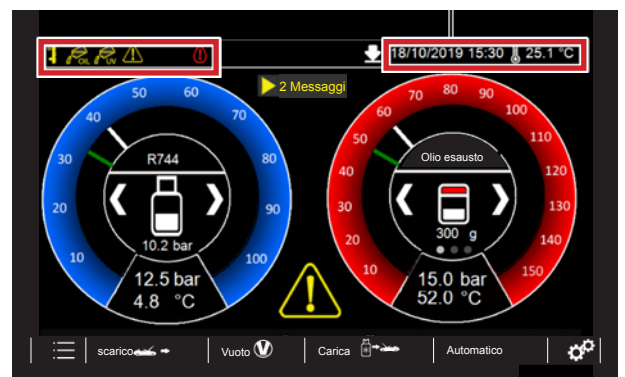 OIL UV 18/10/2019 15:30 25.1 °C
2 Messaggi
10 20 30 40 50 60 70 80 90 100
R744
10.2 bar
12.5 bar
4.8 °C
10 20 30 40 50 60 70 80 90 100 110 120 130 140 150
Olio esausto
300 g
15.0 bar
52.0 °C
scarico Vuoto V Carica Automatico